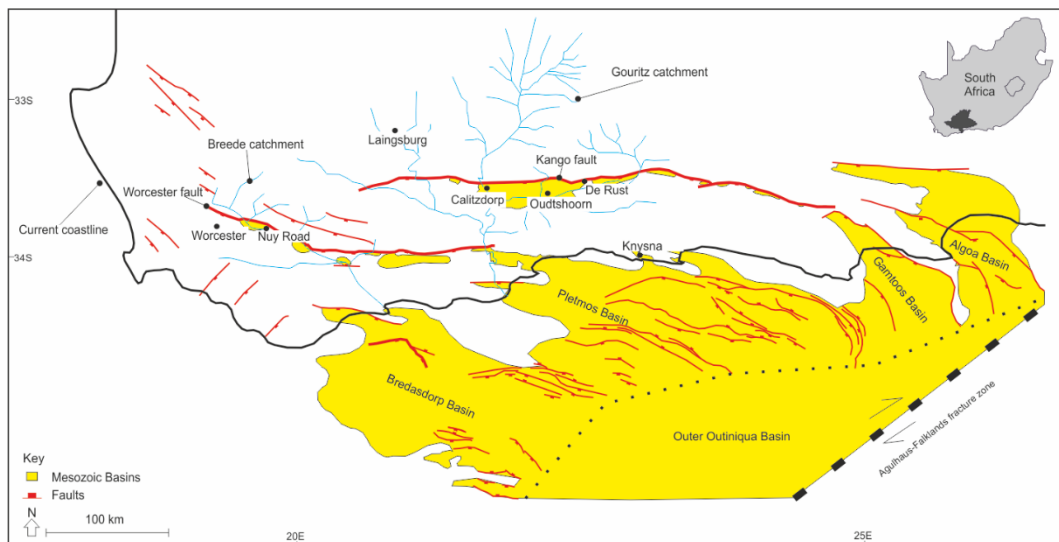 Gouritz catchment
South
Africa
33S
Laingsburg
Breede catchment
Kango fault
Worcester fault
De Rust
Calitzdorp
Oudtshoorn
Current coastline
Worcester
Nuy Road
Knysna
34S
Algoa Basin
Gamtoos Basin
Pletmos Basin
Bredasdorp Basin
Outer Outiniqua Basin
Agulhaus-Falklands fracture zone
Key
Mesozoic Basins
Faults
N
100 km
20E
25E